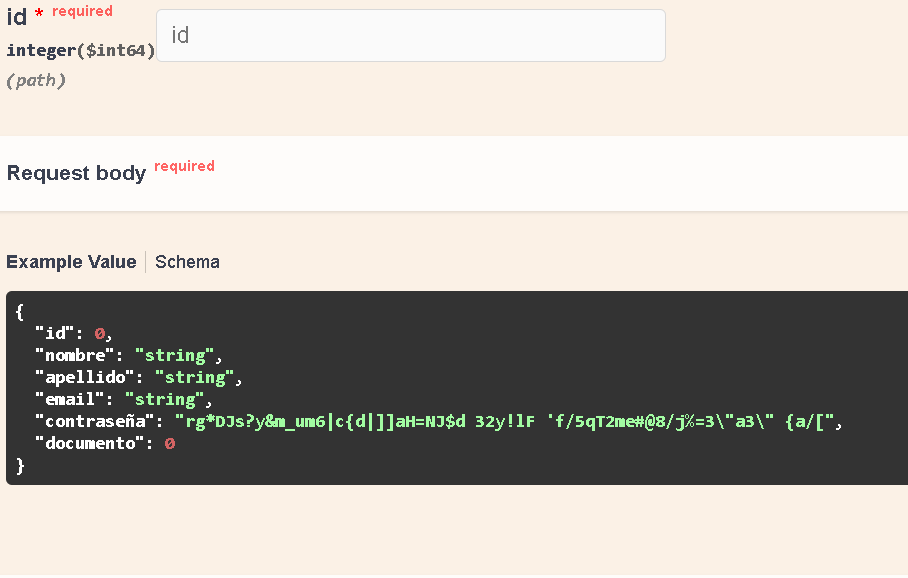 id * required
id
integer($int64)
(path)
Request body required
Example Value Schema
{
"id": 0,
"nombre": "string",
"apellido": "string",
"email": "string",
"contraseña": "rg*DJs?y&m_um6|c{d|]]aH=NJ$d 32y!lF 'f/5qT2me#@8/j%=3\"a3\" {a/[",
"documento": 0
}